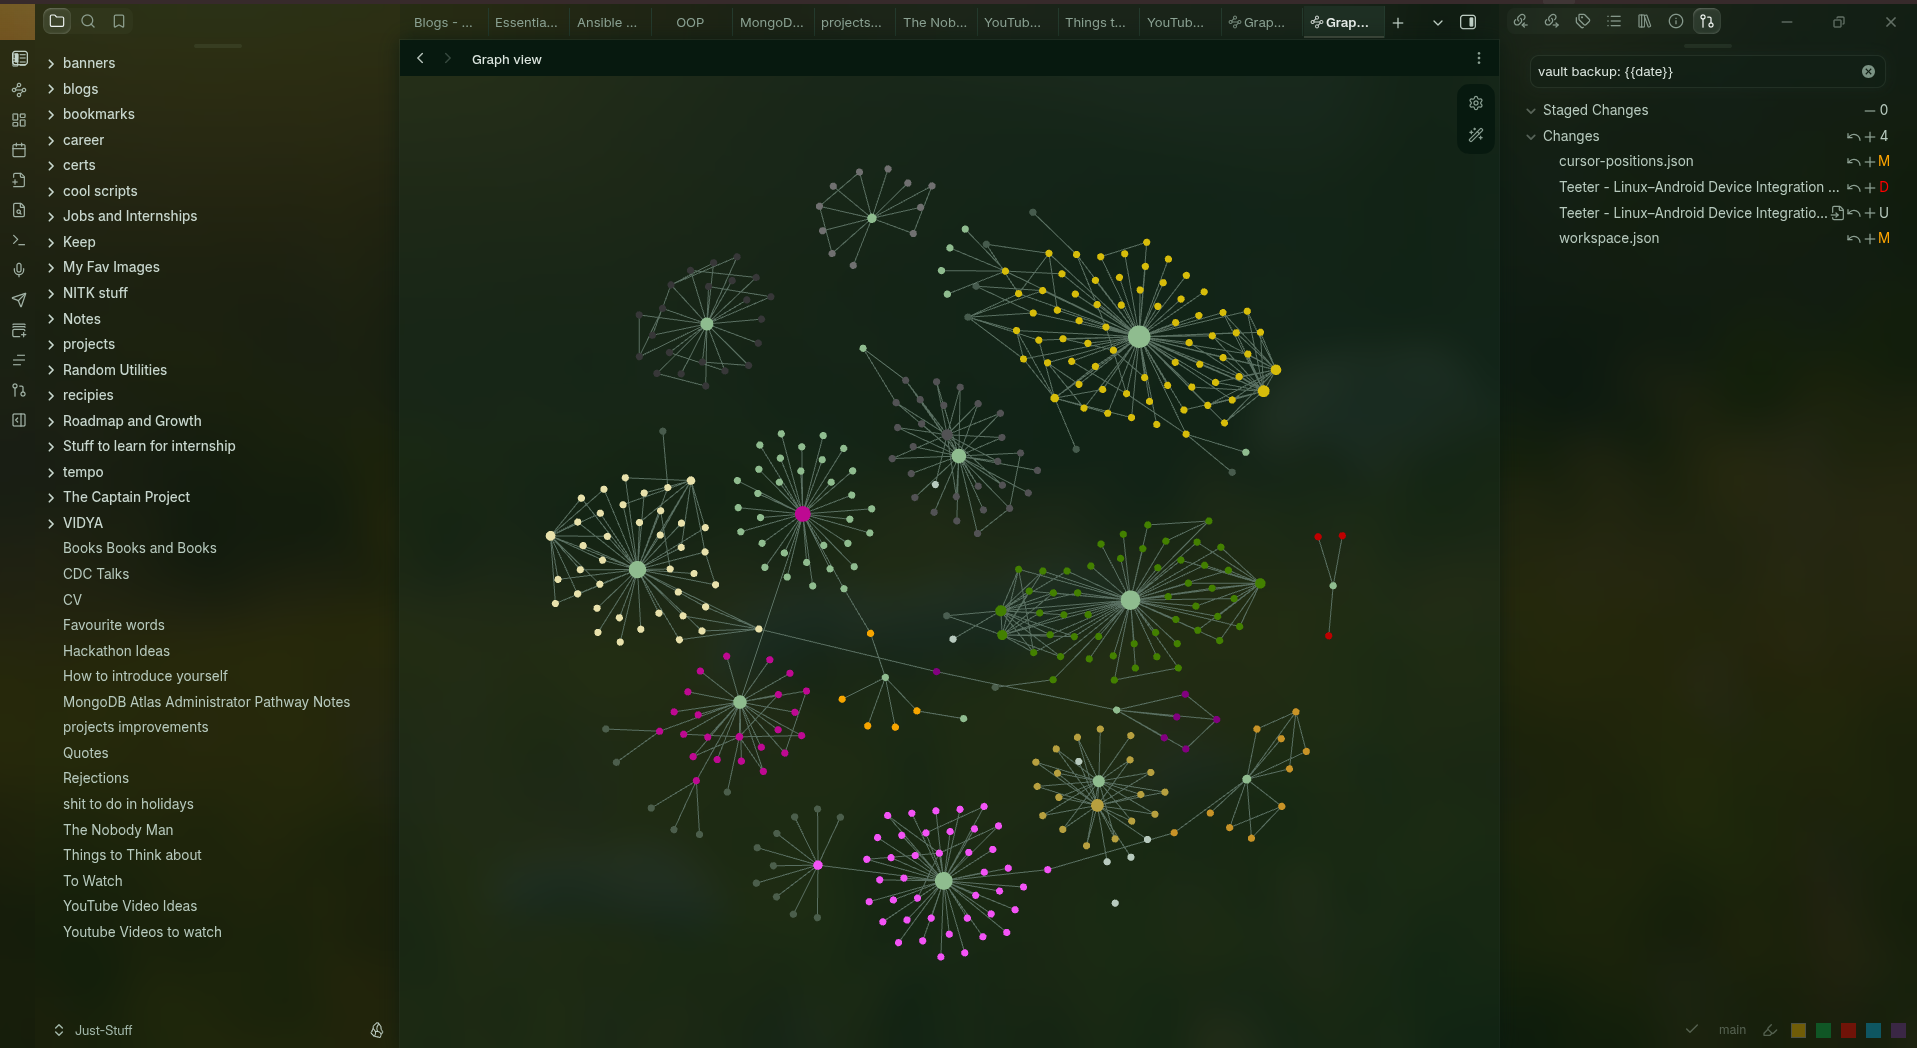 Blogs - ...
Essentia...
Ansible ...
OOP
MongoD...
projects...
The Nob...
YouTub...
Things t...
YouTub...
Grap...
Grap...
Graph view
banners
blogs
bookmarks
career
certs
cool scripts
Jobs and Internships
Keep
My Fav Images
NITK stuff
Notes
projects
Random Utilities
recipies
Roadmap and Growth
Stuff to learn for internship
tempo
The Captain Project
VIDYA
Books Books and Books
CDC Talks
CV
Favourite words
Hackathon Ideas
How to introduce yourself
MongoDB Atlas Administrator Pathway Notes
projects improvements
Quotes
Rejections
shit to do in holidays
The Nobody Man
Things to Think about
To Watch
YouTube Video Ideas
Youtube Videos to watch
Just-Stuff
vault backup: {{date}}
Staged Changes 0
Changes 4
cursor-positions.json M
Teeter - Linux–Android Device Integration ... D
Teeter - Linux–Android Device Integratio... U
workspace.json M
main